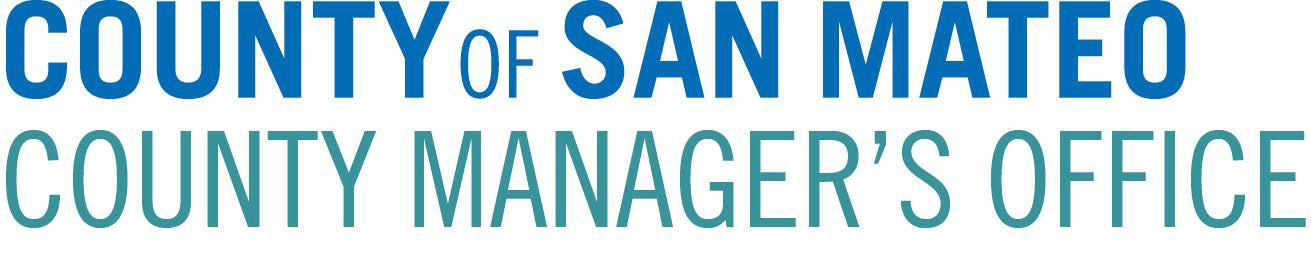 COUNTY OF SAN MATEO
COUNTY MANAGER’S OFFICE